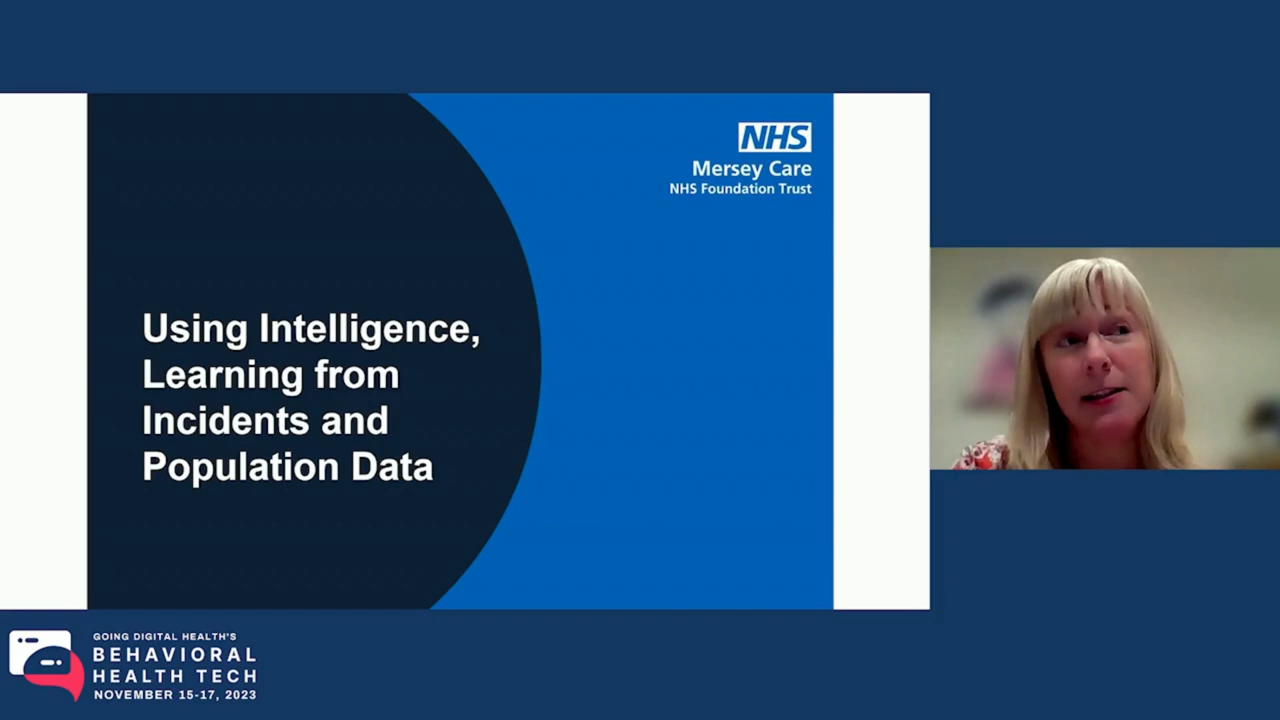 NHS
Mersey Care
NHS Foundation Trust
Using Intelligence,
Learning from
Incidents and
Population Data
GOING DIGITAL HEALTH'S
BEHAVIORAL
HEALTH TECH
NOVEMBER 15-17, 2023